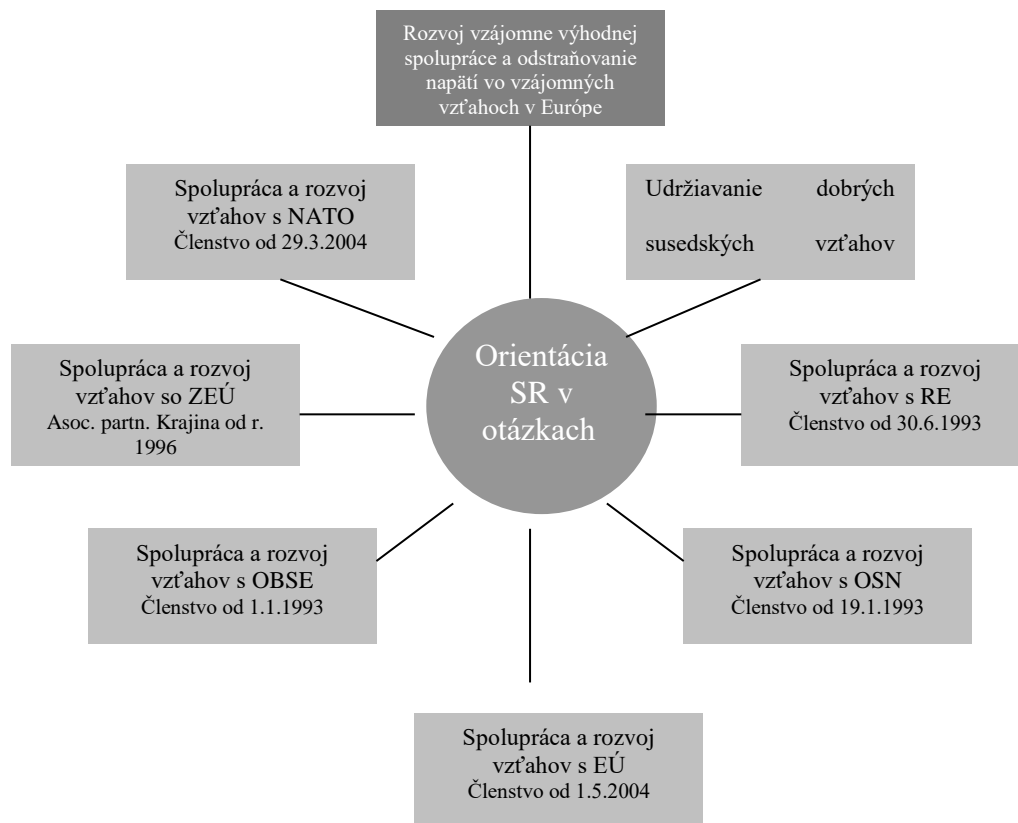 Rozvoj vzájomne výhodnej
spolupráce a odstraňovanie
napätí vo vzájomných
vzťahoch v Európe
Spolupráca a rozvoj
vzťahov s NATO
Členstvo od 29.3.2004
Udržiavanie dobrých
susedských vzťahov
Orientácia
SR v
otázkach
Spolupráca a rozvoj
vzťahov so ZEÚ
Asoc. partn. Krajina od r.
1996
Spolupráca a rozvoj
vzťahov s RE
Členstvo od 30.6.1993
Spolupráca a rozvoj
vzťahov s OBSE
Členstvo od 1.1.1993
Spolupráca a rozvoj
vzťahov s OSN
Členstvo od 19.1.1993
Spolupráca a rozvoj
vzťahov s EÚ
Členstvo od 1.5.2004